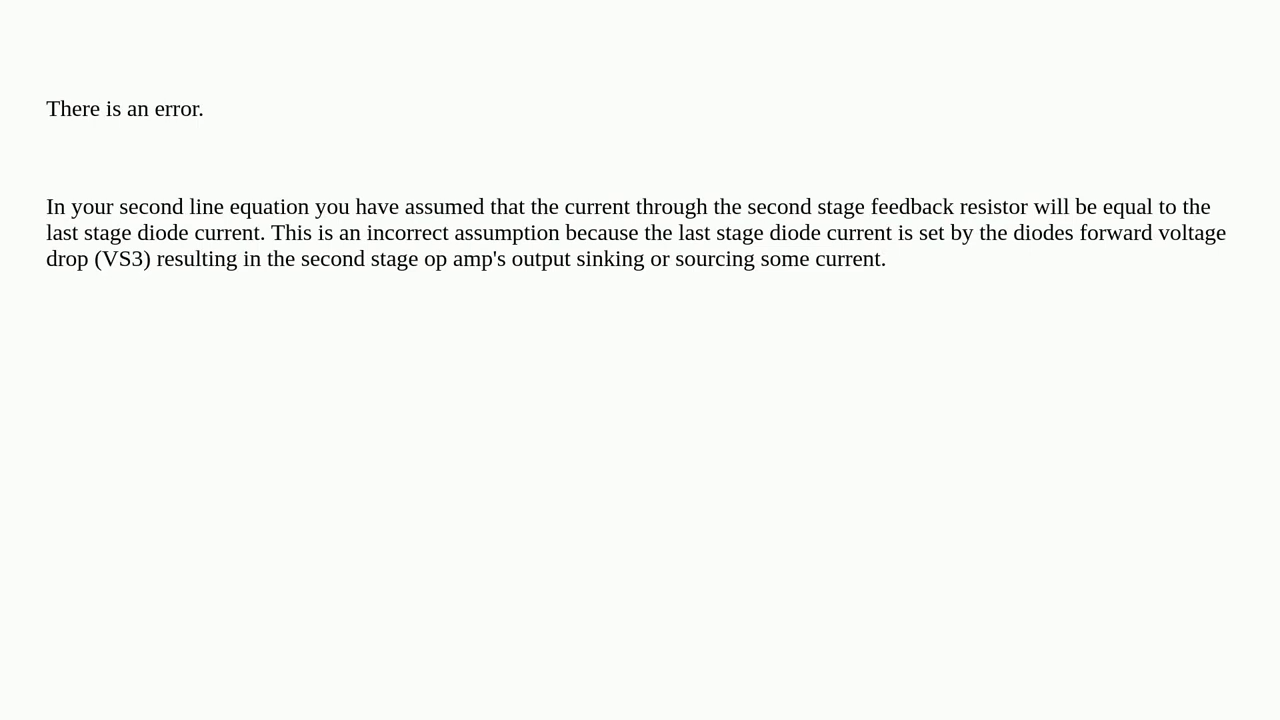 There is an error.
In your second line equation you have assumed that the current through the second stage feedback resistor will be equal to the
last stage diode current. This is an incorrect assumption because the last stage diode current is set by the diodes forward voltage
drop (VS3) resulting in the second stage op amp's output sinking or sourcing some current.